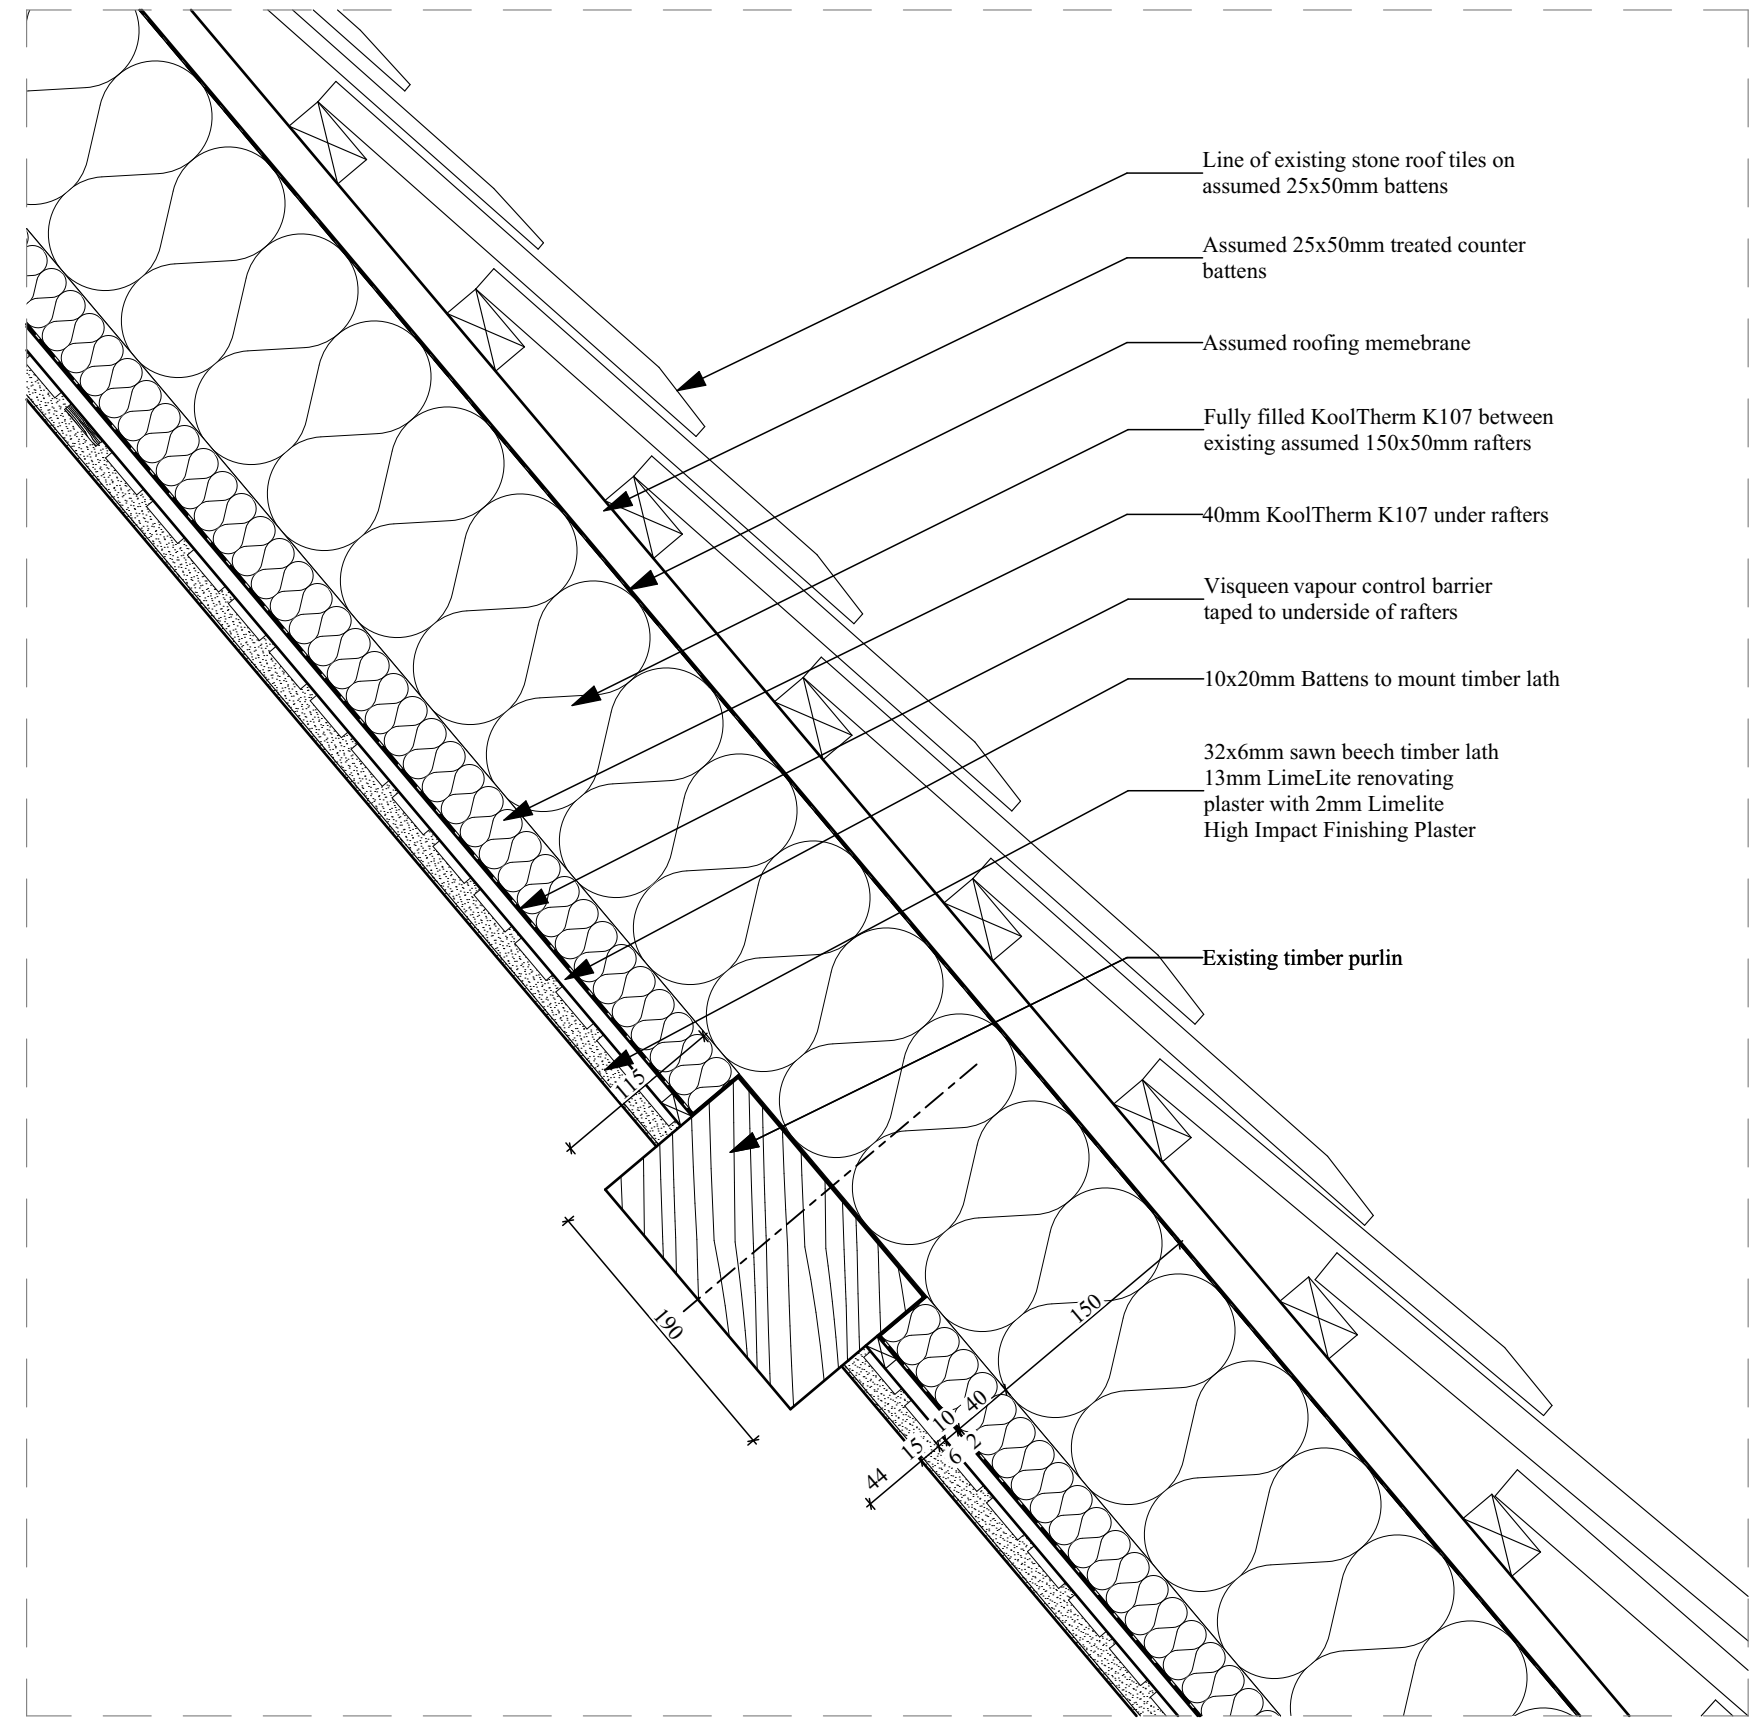 Line of existing stone roof tiles on
assumed 25x50mm battens
Assumed 25x50mm treated counter
battens
Assumed roofing memebrane
Fully filled KoolTherm K107 between
existing assumed 150x50mm rafters
40mm KoolTherm K107 under rafters
Visqueen vapour control barrier
taped to underside of rafters
10x20mm Battens to mount timber lath
32x6mm sawn beech timber lath
13mm LimeLite renovating
plaster with 2mm Limelite
High Impact Finishing Plaster
Existing timber purlin
115
190
150
40
10
2
6
15
44